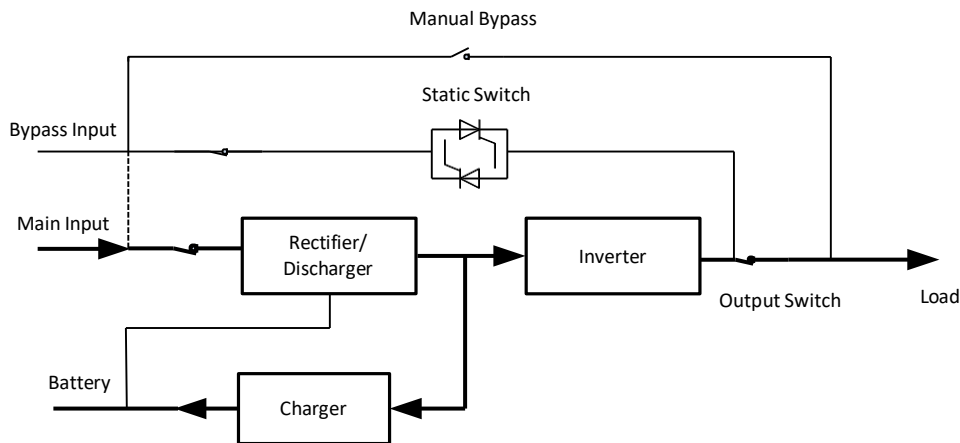 Manual Bypass
Static Switch
Bypass Input
Main Input
Rectifier/
Discharger
Inverter
Output Switch
Load
Battery
Charger